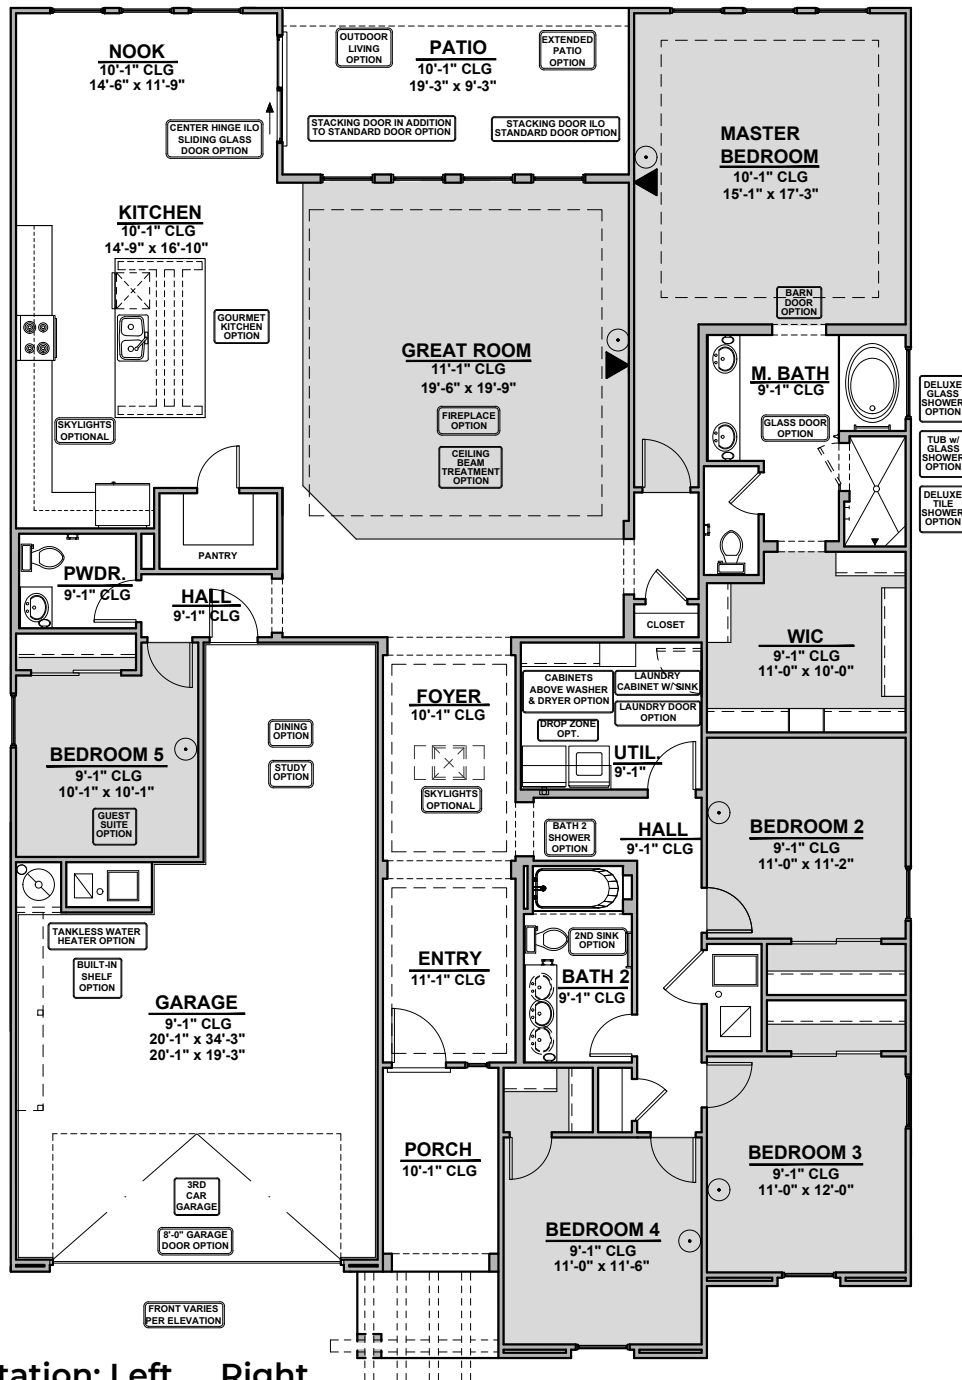 NOOK
10'-1" CLG
14'-6" x 11'-9"
OUTDOOR
LIVING
OPTION
PATIO
10'-1" CLG
19'-3" x 9'-3"
EXTENDED
PATIO
OPTION
CENTER HINGE ILO
SLIDING GLASS
DOOR OPTION
STACKING DOOR IN ADDITION
TO STANDARD DOOR OPTION
STACKING DOOR ILO
STANDARD DOOR OPTION
MASTER
BEDROOM
10'-1" CLG
15'-1" x 17'-3"
KITCHEN
10'-1" CLG
14'-9" x 16'-10"
GOURMET
KITCHEN
OPTION
BARN
DOOR
OPTION
GREAT ROOM
11'-1" CLG
19'-6" x 19'-9"
FIREPLACE
OPTION
CEILING
BEAM
TREATMENT
OPTION
M. BATH
9'-1" CLG
GLASS DOOR
OPTION
DELUXE
GLASS
SHOWER
OPTION
TUB w/
GLASS
SHOWER
OPTION
DELUXE
TILE
SHOWER
OPTION
SKYLIGHTS
OPTIONAL
PANTRY
PWDR.
9'-1" CLG
HALL
9'-1" CLG
CLOSET
WIC
9'-1" CLG
11'-0" x 10'-0"
FOYER
10'-1" CLG
SKYLIGHTS
OPTIONAL
CABINETS
ABOVE WASHER
& DRYER OPTION
LAUNDRY
CABINET W/ SINK
LAUNDRY DOOR
OPTION
DROP ZONE
OPT.
UTIL.
9'-1"
BEDROOM 5
9'-1" CLG
10'-1" x 10'-1"
GUEST
SUITE
OPTION
DINING
OPTION
STUDY
OPTION
BATH 2
SHOWER
OPTION
HALL
9'-1" CLG
BEDROOM 2
9'-1" CLG
11'-0" x 11'-2"
TANKLESS WATER
HEATER OPTION
BUILT-IN
SHELF
OPTION
GARAGE
9'-1" CLG
20'-1" x 34'-3"
20'-1" x 19'-3"
ENTRY
11'-1" CLG
2ND SINK
OPTION
BATH 2
9'-1" CLG
PORCH
10'-1" CLG
BEDROOM 3
9'-1" CLG
11'-0" x 12'-0"
3RD
CAR
GARAGE
8'-0" GARAGE
DOOR OPTION
BEDROOM 4
9'-1" CLG
11'-0" x 11'-6"
FRONT VARIES
PER ELEVATION
tation: Left Right